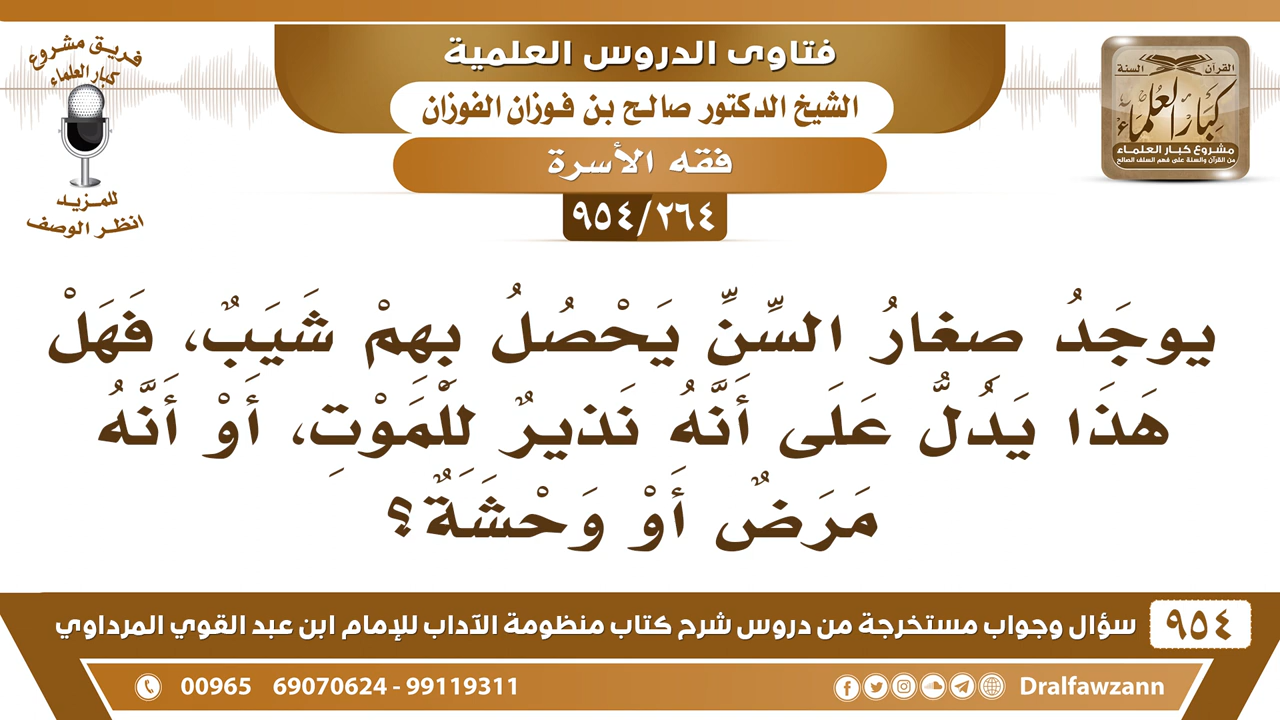 فتاوى الدروس العلمية
الشيخ الدكتور صالح بن فوزان الفوزان
فقه الأسرة
٩٥٤/٢٦٤
فريق مشروع
كبار العلماء
للمزيد
انظر الوصف
القرآن السنة
كبار العلماء
مشروع كبار العلماء
من القرآن والسنة على فهم السلف الصالح
يوجَدُ صغارُ السِّنِّ يَحْصُلُ بِهِمْ شَيَبٌ، فَهَلْ
هَذَا يَدُلُّ عَلَى أَنَّهُ نَذيرٌ للْمَوْتِ، أَوْ أَنَّهُ
مَرَضٌ أَوْ وَحْشَةٌ؟
٩٥٤ سؤال وجواب مستخرجة من دروس شرح كتاب منظومة الآداب للإمام ابن عبد القوي المرداوي
00965 69070624 - 99119311
Dralfawzann